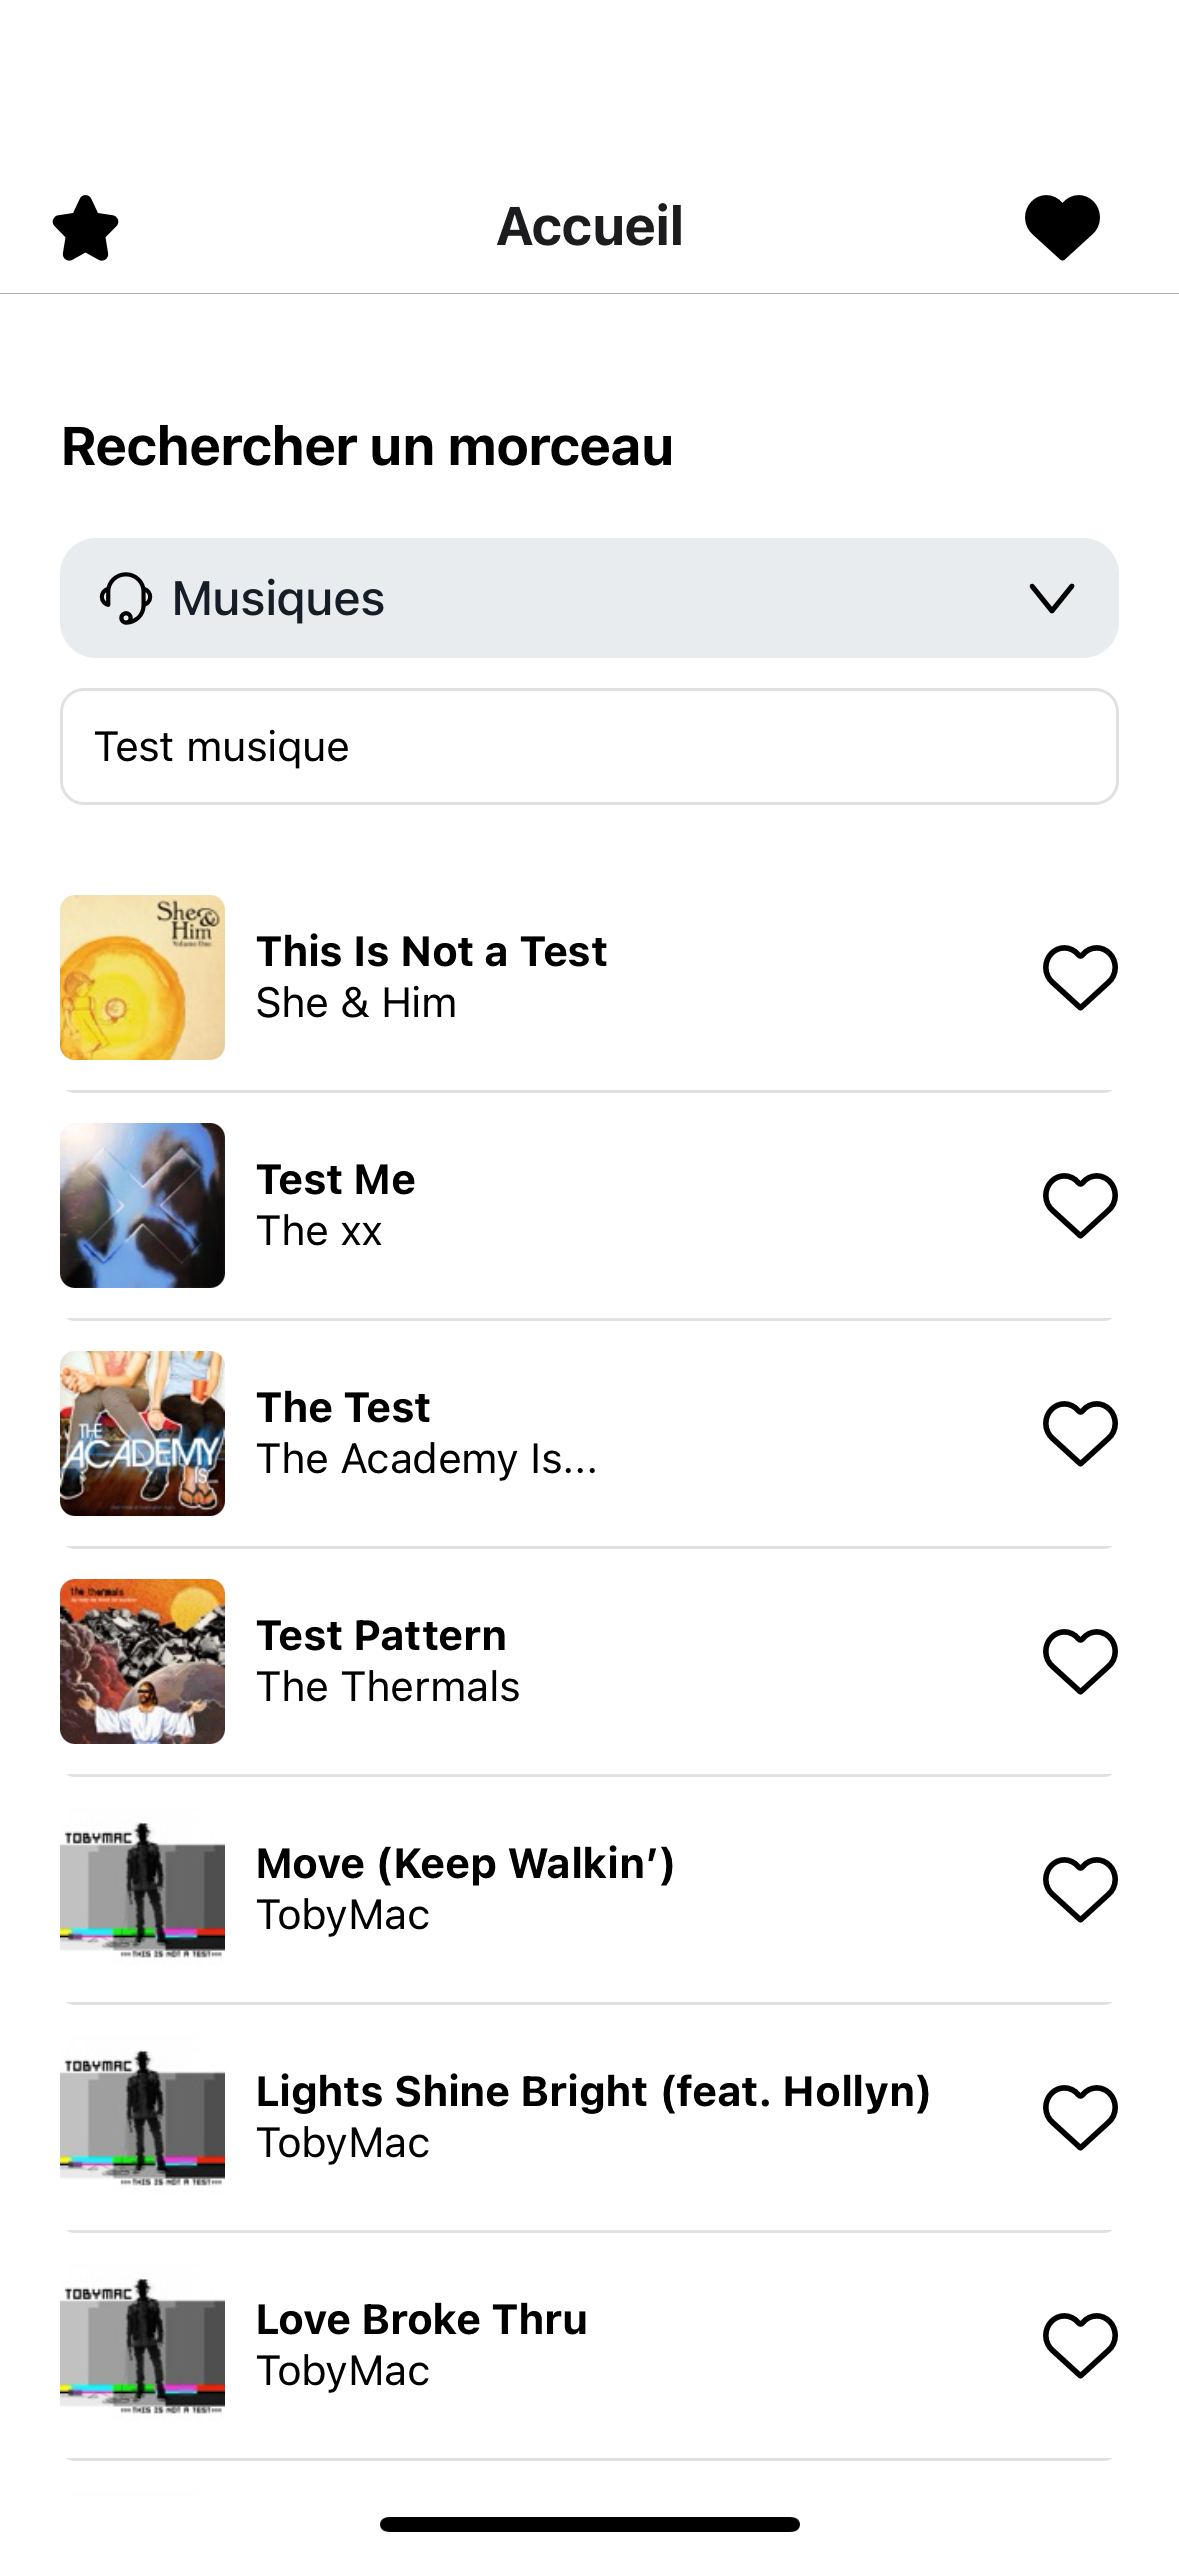 Accueil
Rechercher un morceau
Musiques
Test musique
She &
Him
Volume One
This Is Not a Test
She & Him
Test Me
The xx
THE
ACADEMY
IS...
The Test
The Academy Is...
the thermals
Test Pattern
The Thermals
TOBYMAC
THIS IS NOT A TEST
Move (Keep Walkin’)
TobyMac
TOBYMAC
THIS IS NOT A TEST
Lights Shine Bright (feat. Hollyn)
TobyMac
TOBYMAC
THIS IS NOT A TEST
Love Broke Thru
TobyMac